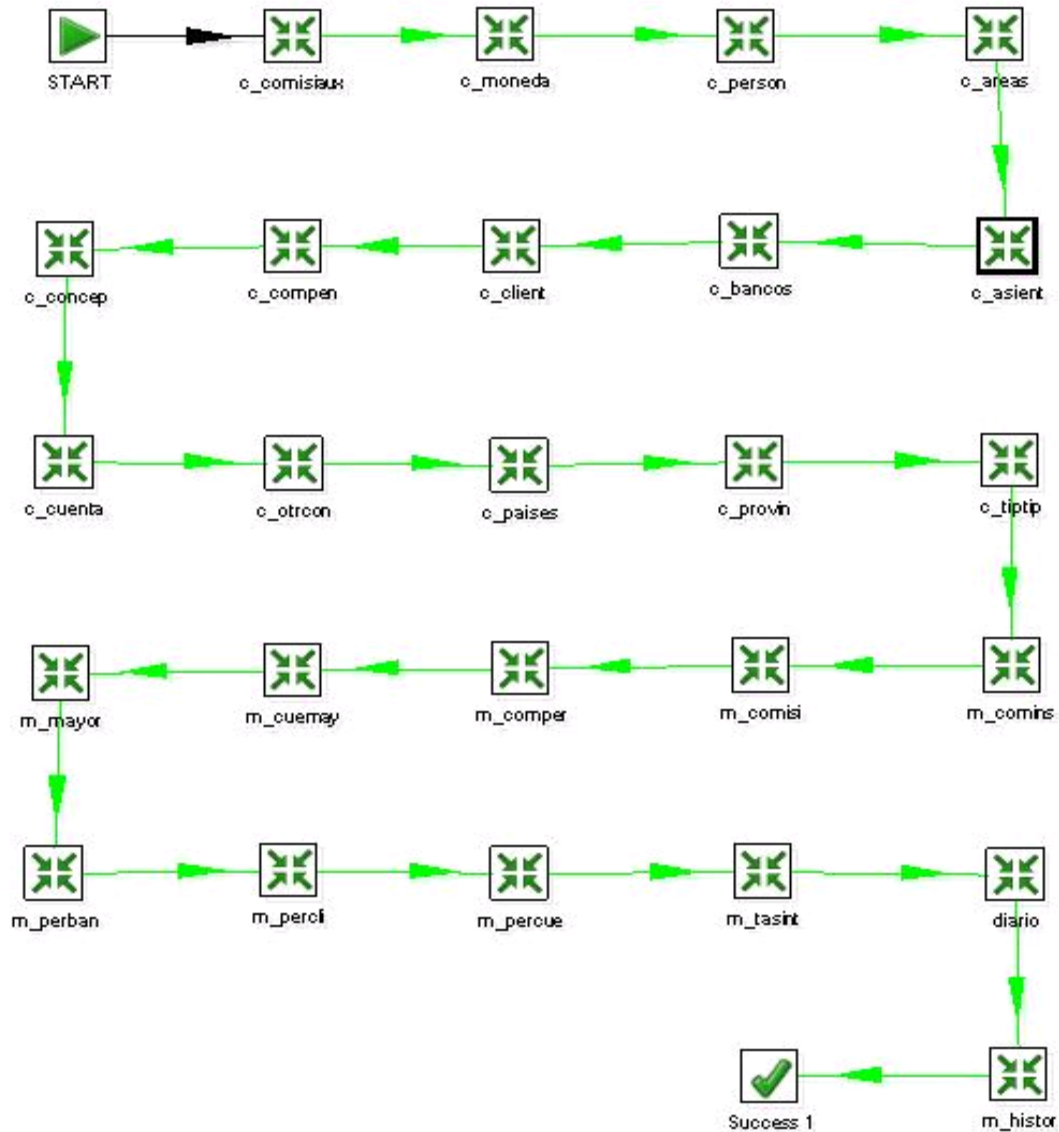 START
c_comisiaux
c_moneda
c_person
c_areas
c_concep
c_compen
c_client
c_bancos
c_asient
c_cuenta
c_otrcon
c_paises
c_provin
c_tiptip
m_mayor
m_cuemay
m_comper
m_comisi
m_comins
m_perban
m_percli
m_percue
m_tasint
diario
Success 1
m_histor